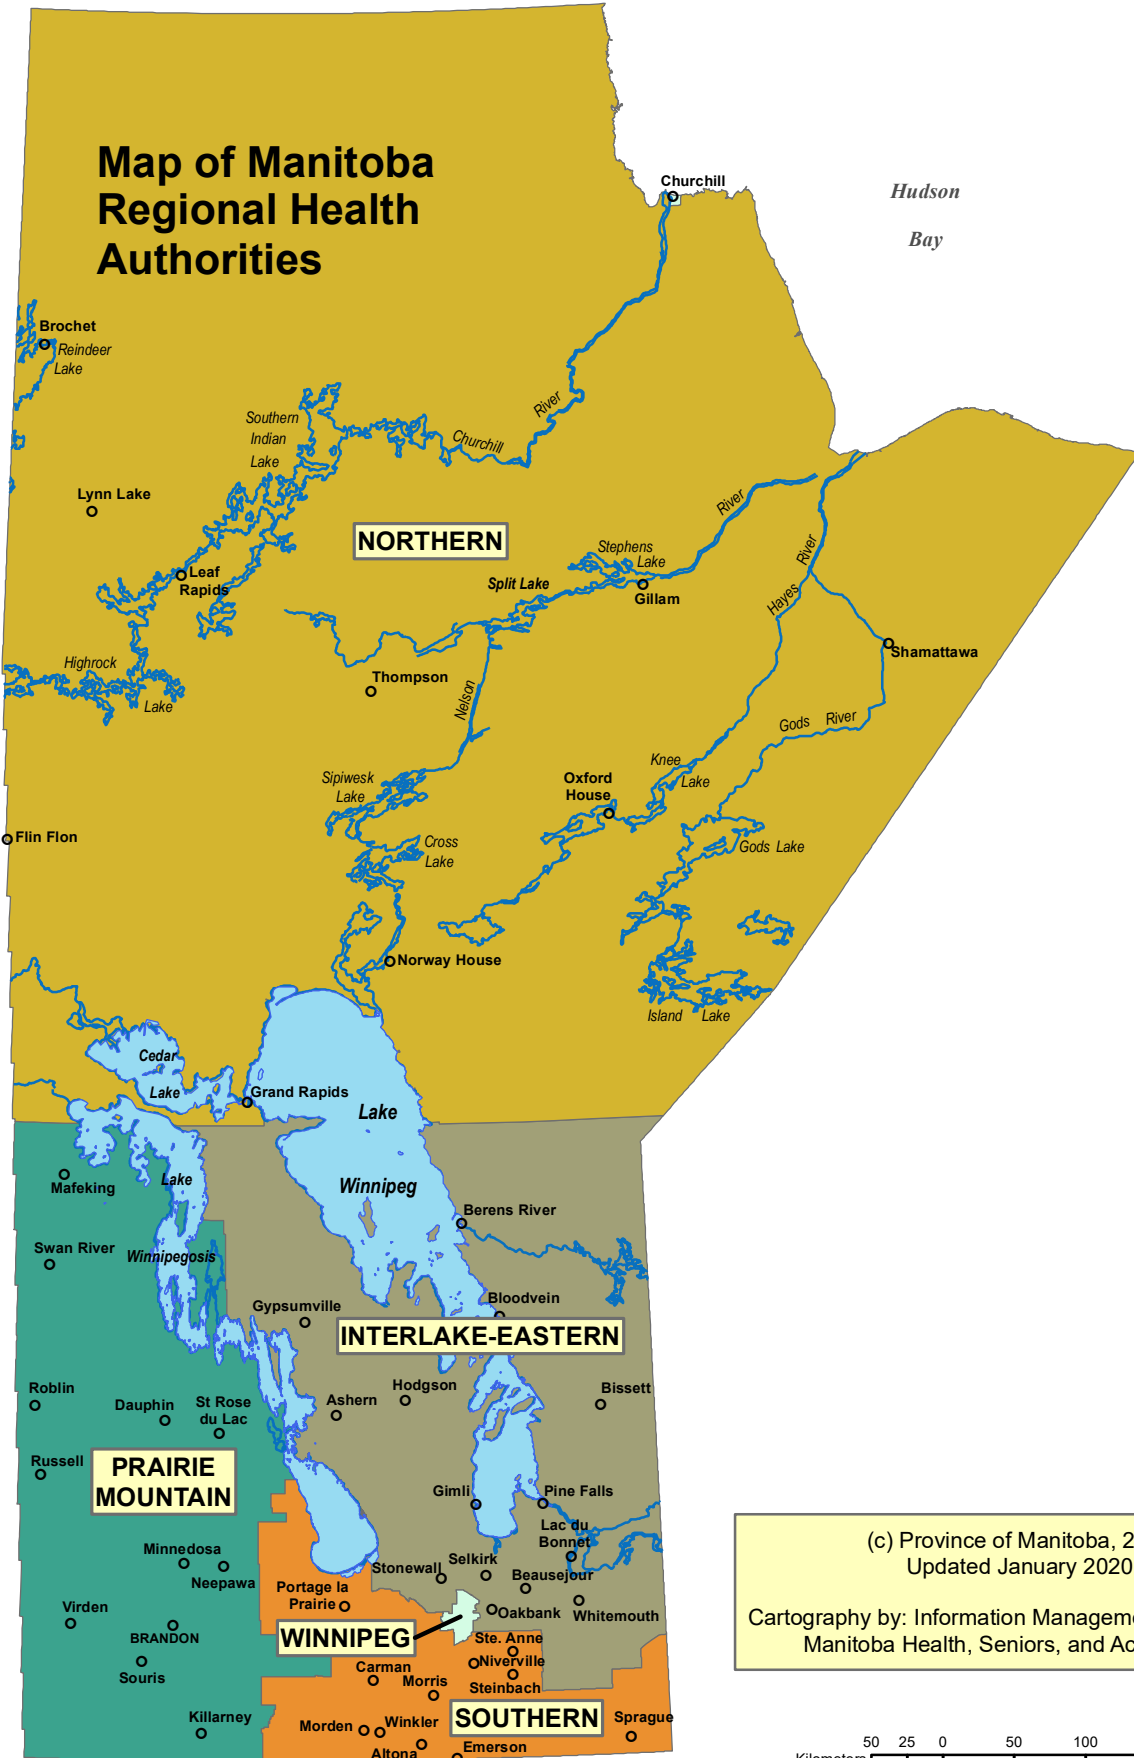 Map of Manitoba
Regional Health
Authorities
Churchill
Hudson
Bay
Brochet
Reindeer
Lake
Southern
Indian
Lake
River
Churchill
Lynn Lake
NORTHERN
River
Stephens
Lake
River
Leaf
Rapids
Split Lake
Gillam
Hayes
Shamattawa
Highrock
Lake
Thompson
Nelson
Gods River
Knee
Lake
Sipiwesk
Lake
Oxford
House
Flin Flon
Cross
Lake
Gods Lake
Norway House
Island Lake
Cedar
Lake
Grand Rapids
Lake
Winnipeg
Mafeking
Lake
Winnipegosis
Berens River
Swan River
Bloodvein
Gypsumville
INTERLAKE-EASTERN
Roblin
Dauphin
St Rose
du Lac
Ashern
Hodgson
Bissett
Russell
PRAIRIE
MOUNTAIN
Gimli
Pine Falls
Lac du
Bonnet
Minnedosa
Neepawa
Stonewall
Selkirk
Beausejour
Portage la
Prairie
Virden
BRANDON
Oakbank
Whitemouth
WINNIPEG
Ste. Anne
Niverville
Souris
Carman
Morris
Steinbach
Killarney
Morden
Winkler
SOUTHERN
Sprague
Altona
Emerson
(c) Province of Manitoba, 2
Updated January 2020
Cartography by: Information Manageme
Manitoba Health, Seniors, and Ac
50 25 0 50 100
Kilometers